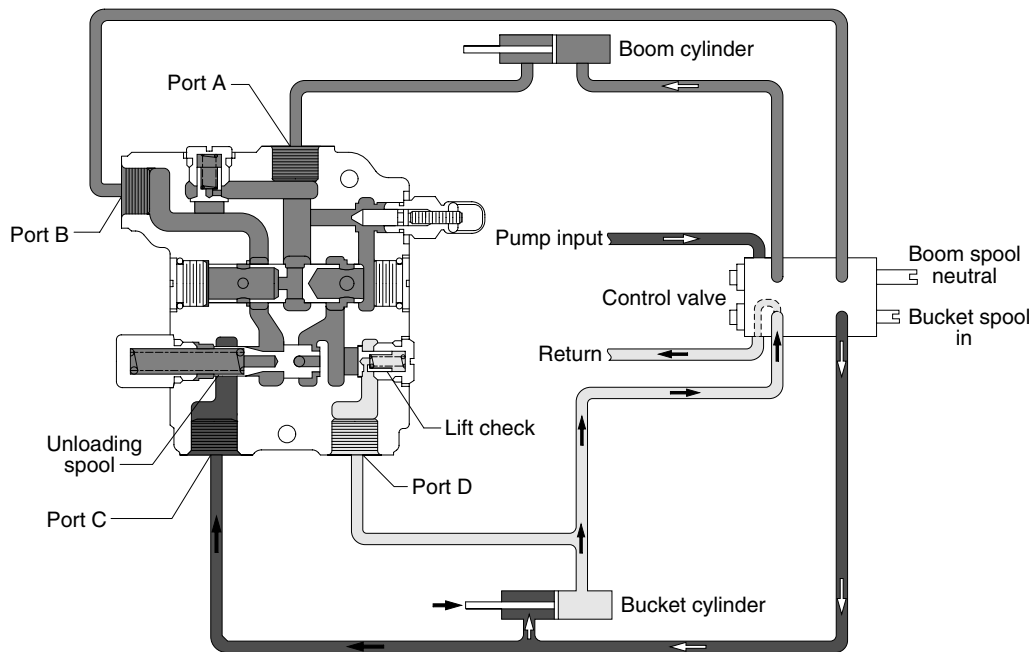 Boom cylinder
Port A
Port B
Pump input
Boom spool
neutral
Control valve
Bucket spool
in
Return
Lift check
Unloading
spool
Port D
Port C
Bucket cylinder